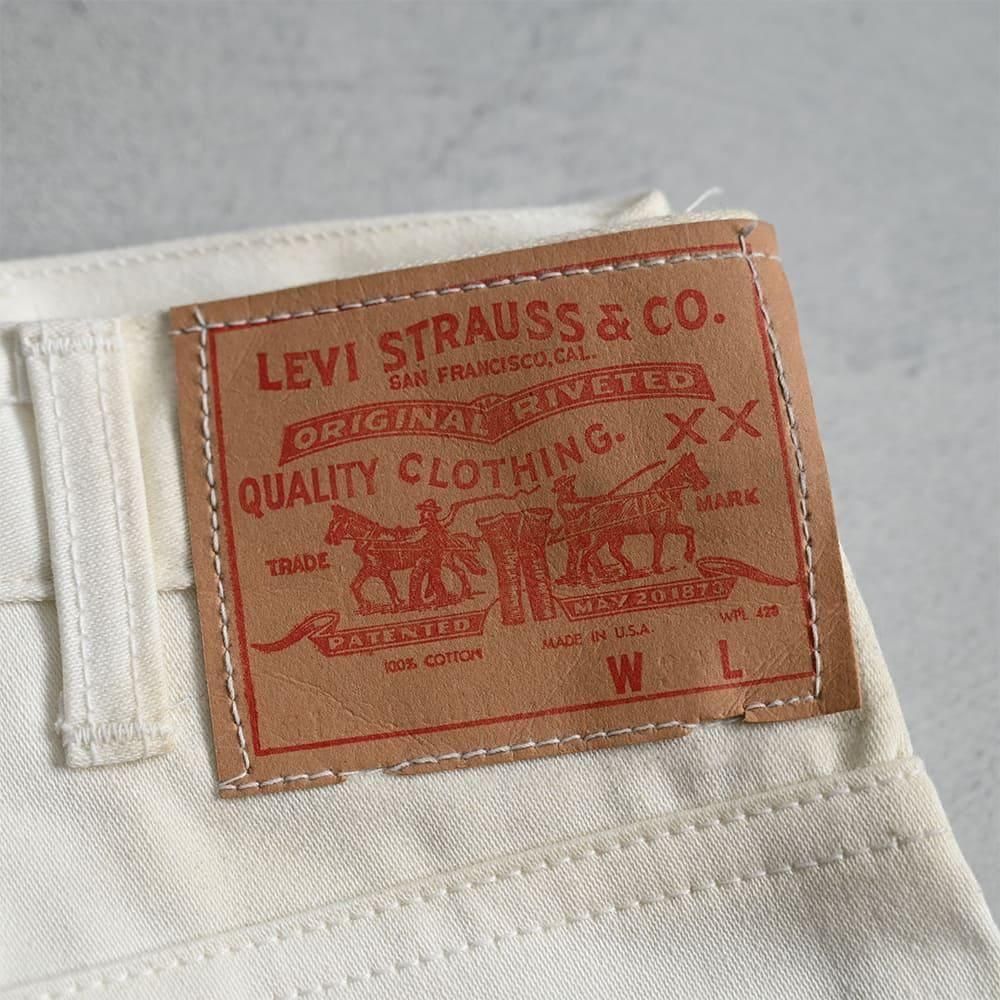 LEVI STRAUSS & CO.
SAN FRANCISCO, CAL.
ORIGINAL RIVETED
QUALITY CLOTHING. XX
TRADE MARK
PATENTED MAY 20 1873
100% COTTON MADE IN U.S.A. WPL 423
W L